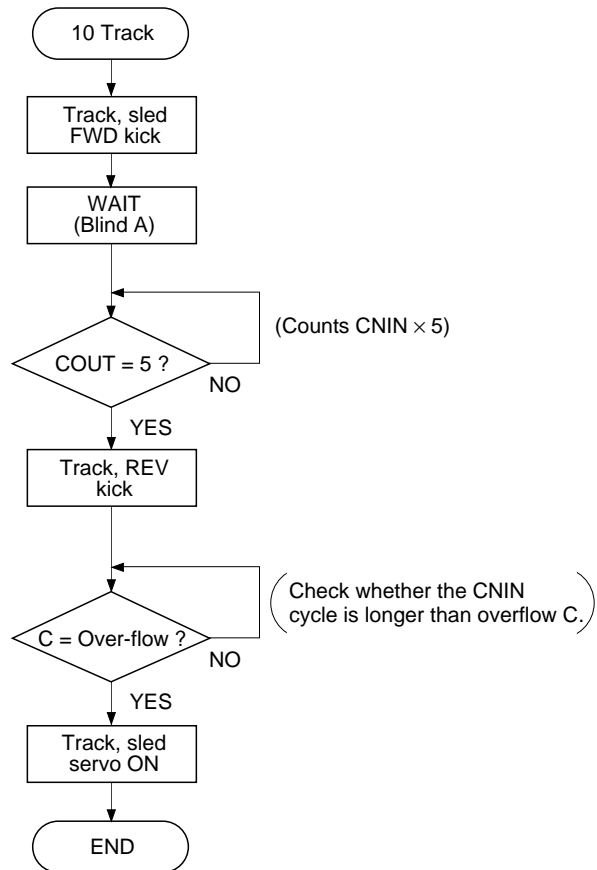 10 Track
Track, sled
FWD kick
WAIT
(Blind A)
(Counts CNIN × 5)
COUT = 5 ?
NO
YES
Track, REV
kick
(Check whether the CNIN
cycle is longer than overflow C.)
C = Over-flow ?
NO
YES
Track, sled
servo ON
END